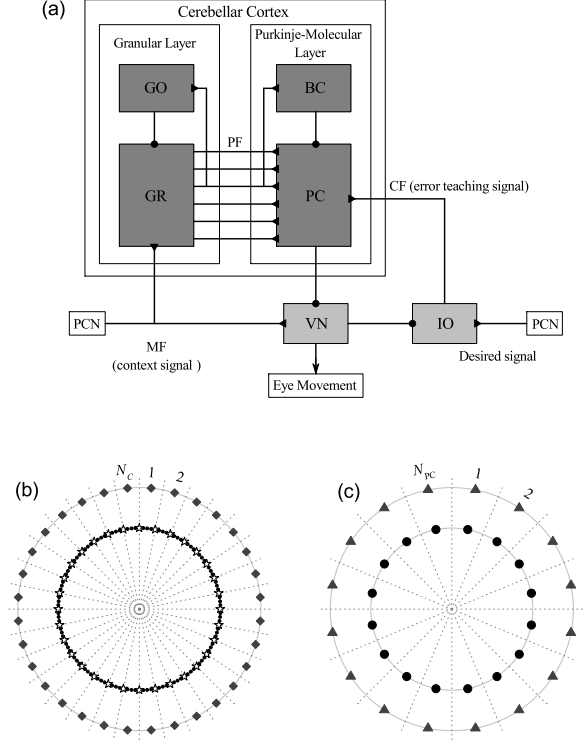 (a)
Cerebellar Cortex
Granular Layer
Purkinje-Molecular
Layer
GO
BC
PF
GR
PC
CF (error teaching signal)
PCN
VN
IO
PCN
MF
(context signal )
Desired signal
Eye Movement
(b)
N_C 1 2
(c)
N_PC 1 2